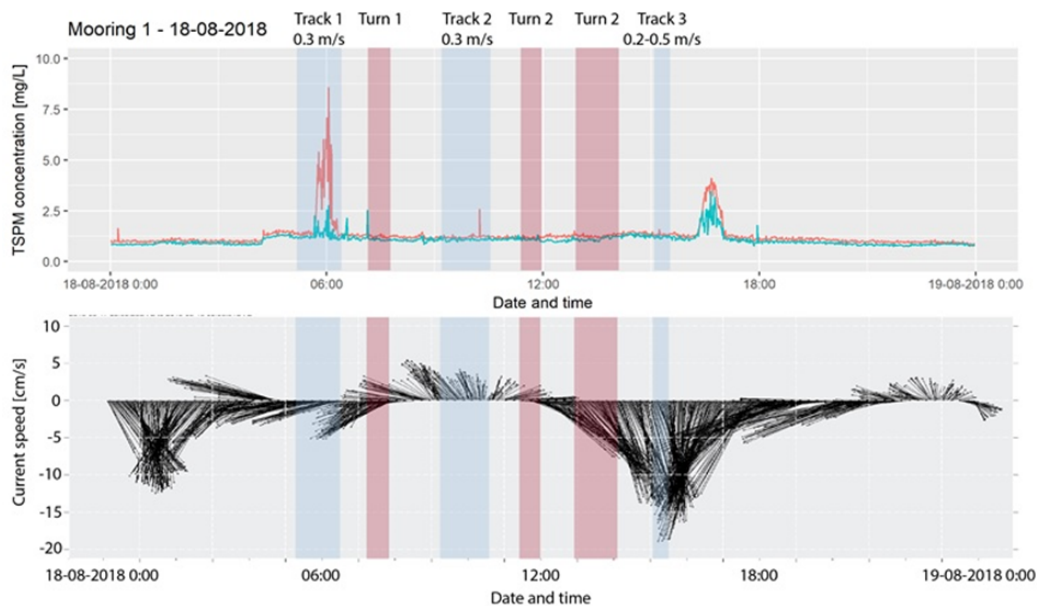 Mooring 1 - 18-08-2018
Track 1 Turn 1 Track 2 Turn 2 Turn 2 Track 3
0.3 m/s 0.3 m/s 0.2-0.5 m/s
TSPM concentration [mg/L]
10.0
7.5
5.0
2.5
0.0
18-08-2018 0:00 06:00 12:00 18:00 19-08-2018 0:00
Date and time
Current speed [cm/s]
10
5
0
-5
-10
-15
-20
18-08-2018 0:00 06:00 12:00 18:00 19-08-2018 0:00
Date and time